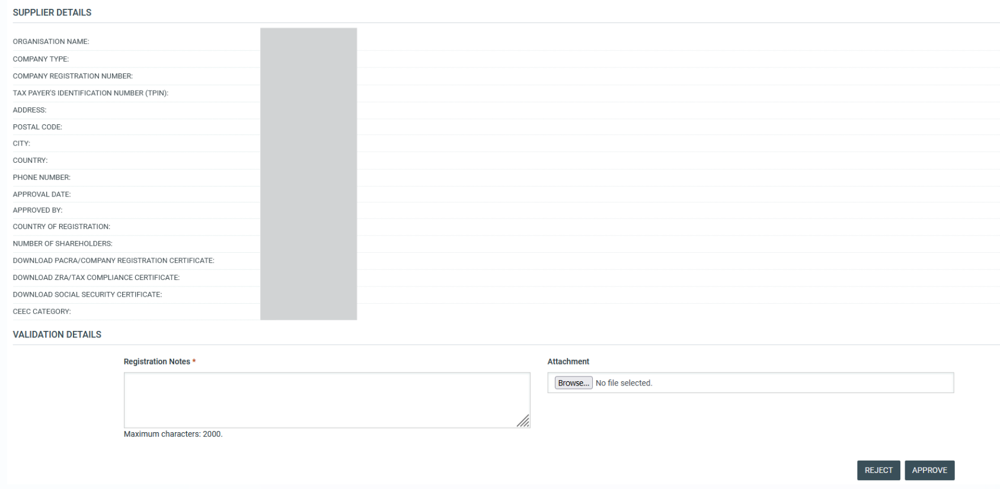 SUPPLIER DETAILS
ORGANISATION NAME:
COMPANY TYPE:
COMPANY REGISTRATION NUMBER:
TAX PAYER'S IDENTIFICATION NUMBER (TPIN):
ADDRESS:
POSTAL CODE:
CITY:
COUNTRY:
PHONE NUMBER:
APPROVAL DATE:
APPROVED BY:
COUNTRY OF REGISTRATION:
NUMBER OF SHAREHOLDERS:
DOWNLOAD PACRA/COMPANY REGISTRATION CERTIFICATE:
DOWNLOAD ZRA/TAX COMPLIANCE CERTIFICATE:
DOWNLOAD SOCIAL SECURITY CERTIFICATE:
CEEC CATEGORY:
VALIDATION DETAILS
Registration Notes *
Maximum characters: 2000.
Attachment
Browse... No file selected.
REJECT APPROVE